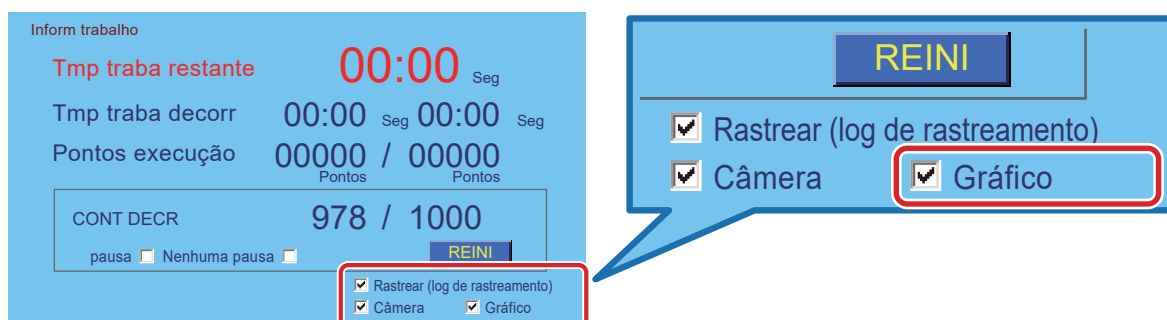 Inform trabalho
Tmp traba restante 00:00 Seg
Tmp traba decorr 00:00 Seg 00:00 Seg
Pontos execução 00000 / 00000
Pontos Pontos
CONT DECR 978 / 1000
pausa Nenhuma pausa REINI
Rastrear (log de rastreamento)
Câmera Gráfico
REINI
Rastrear (log de rastreamento)
Câmera Gráfico